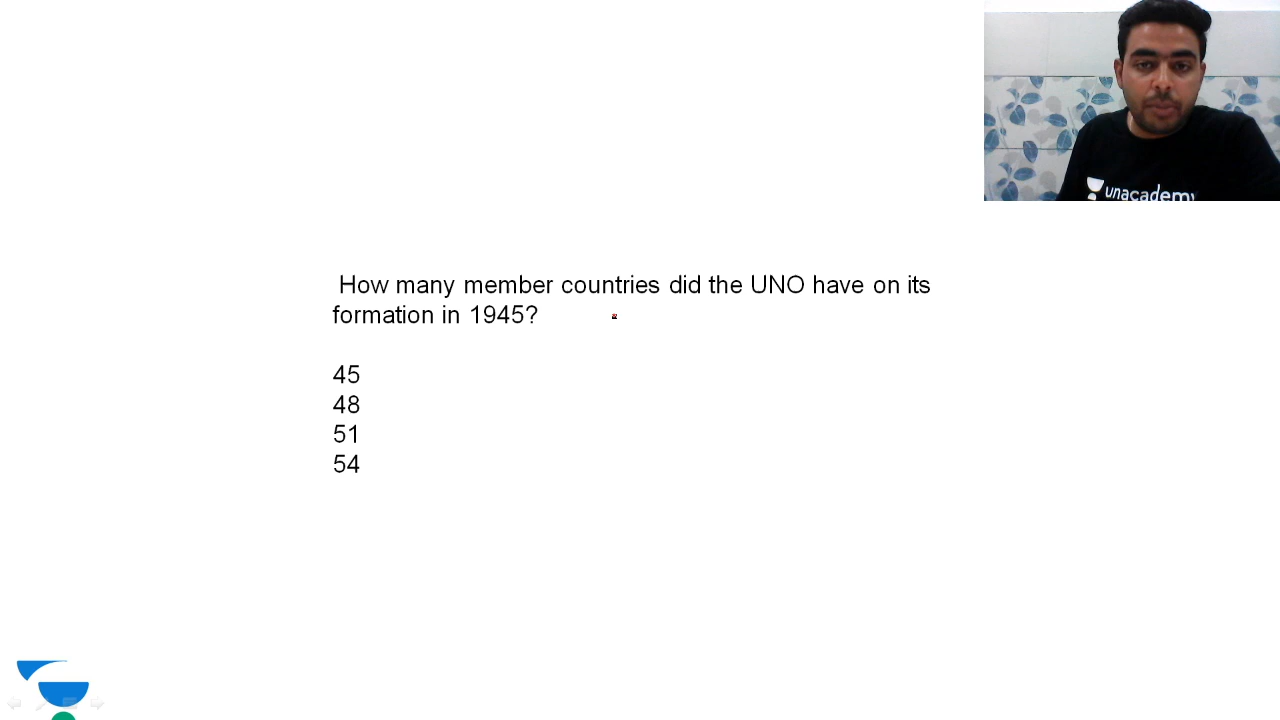 unacademy
How many member countries did the UNO have on its
formation in 1945?
45
48
51
54